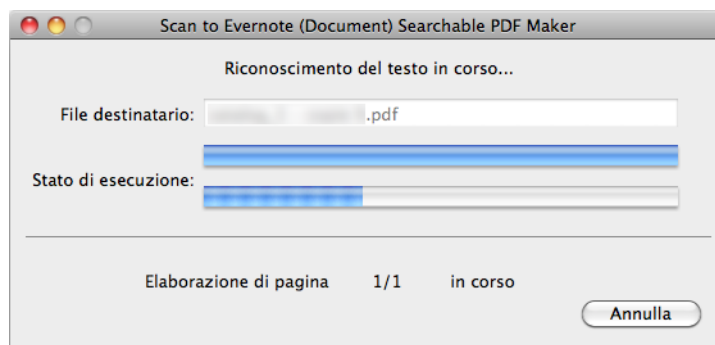 Scan to Evernote (Document) Searchable PDF Maker
Riconoscimento del testo in corso...
File destinatario: .pdf
Stato di esecuzione:
Elaborazione di pagina 1/1 in corso
Annulla